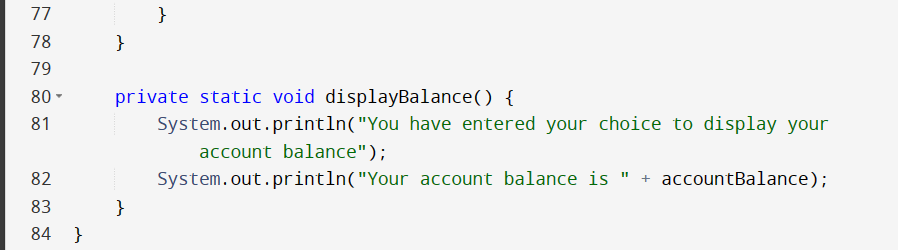 77 }
78 }
79
80 private static void displayBalance() {
81 System.out.println("You have entered your choice to display your
account balance");
82 System.out.println("Your account balance is " + accountBalance);
83 }
84 }